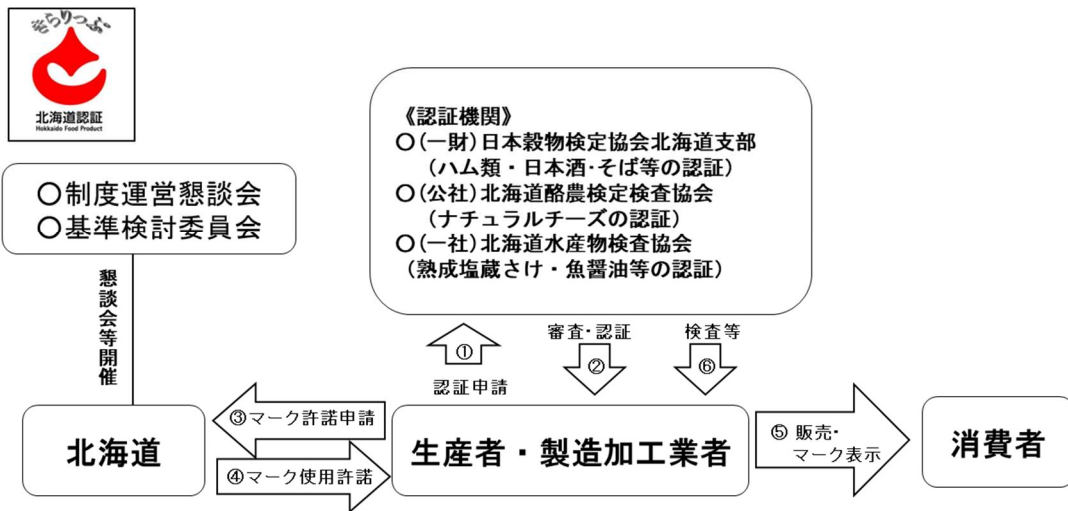 きらりっぷ
北海道認証
Hokkaido Food Product
〇制度運営懇談会
〇基準検討委員会
懇談会等開催
《認証機関》
〇(一財)日本穀物検定協会北海道支部
(ハム類・日本酒・そば等の認証)
〇(公社)北海道酪農検定検査協会
(ナチュラルチーズの認証)
〇(一社)北海道水産物検査協会
(熟成塩蔵さけ・魚醤油等の認証)
①
認証申請
審査・認証
②
検査等
⑥
北海道
③マーク許諾申請
④マーク使用許諾
生産者・製造加工業者
⑤ 販売・
マーク表示
消費者